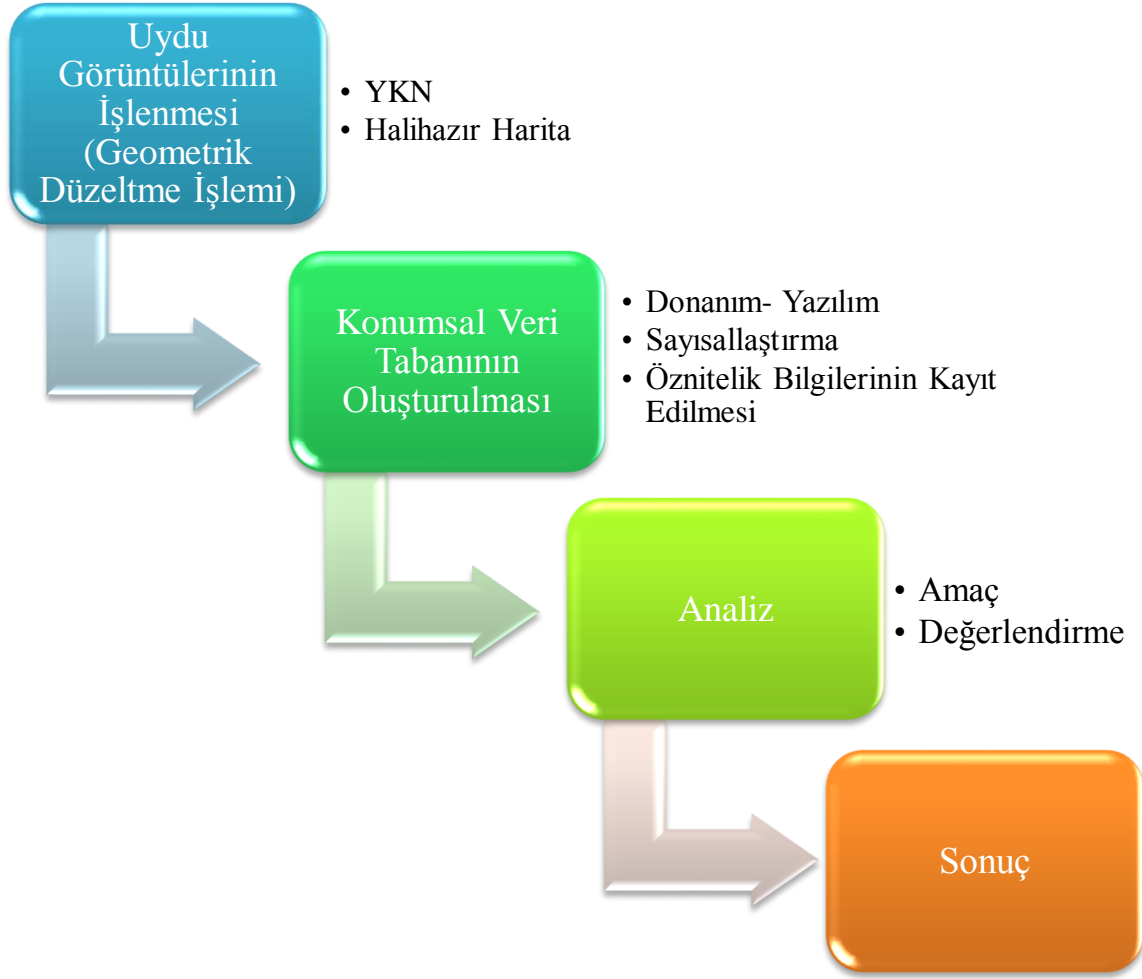 Uydu
Görüntülerinin
İşlenmesi
(Geometrik
Düzeltme İşlemi)
• YKN
• Halihazır Harita
Konumsal Veri
Tabanının
Oluşturulması
• Donanım- Yazılım
• Sayısallaştırma
• Öznitelik Bilgilerinin Kayıt
Edilmesi
Analiz
• Amaç
• Değerlendirme
Sonuç